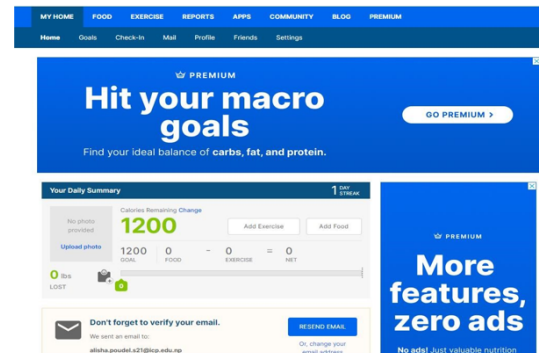 MY HOME FOOD EXERCISE REPORTS APPS COMMUNITY BLOG PREMIUM
Home Goals Check-In Mail Profile Friends Settings
PREMIUM
Hit your macro
goals
Find your ideal balance of carbs, fat, and protein.
GO PREMIUM >
Your Daily Summary
1 DAY STREAK
No photo
provided
Upload photo
Calories Remaining Change
1200
Add Exercise
Add Food
1200 0 - 0 = 0
GOAL FOOD EXERCISE NET
0 lbs
LOST
0
Don't forget to verify your email.
We sent an email to:
alisha.poudel.s21@icp.edu.np
RESEND EMAIL
Or, change your
email address
PREMIUM
More
features,
zero ads
No ads! Just valuable nutrition